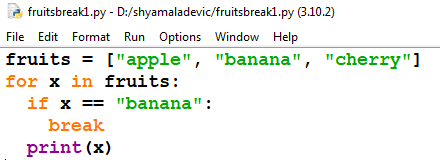 fruitsbreak1.py - D:/shyamaladevic/fruitsbreak1.py (3.10.2)
File Edit Format Run Options Window Help
fruits = ["apple", "banana", "cherry"]
for x in fruits:
  if x == "banana":
    break
  print(x)